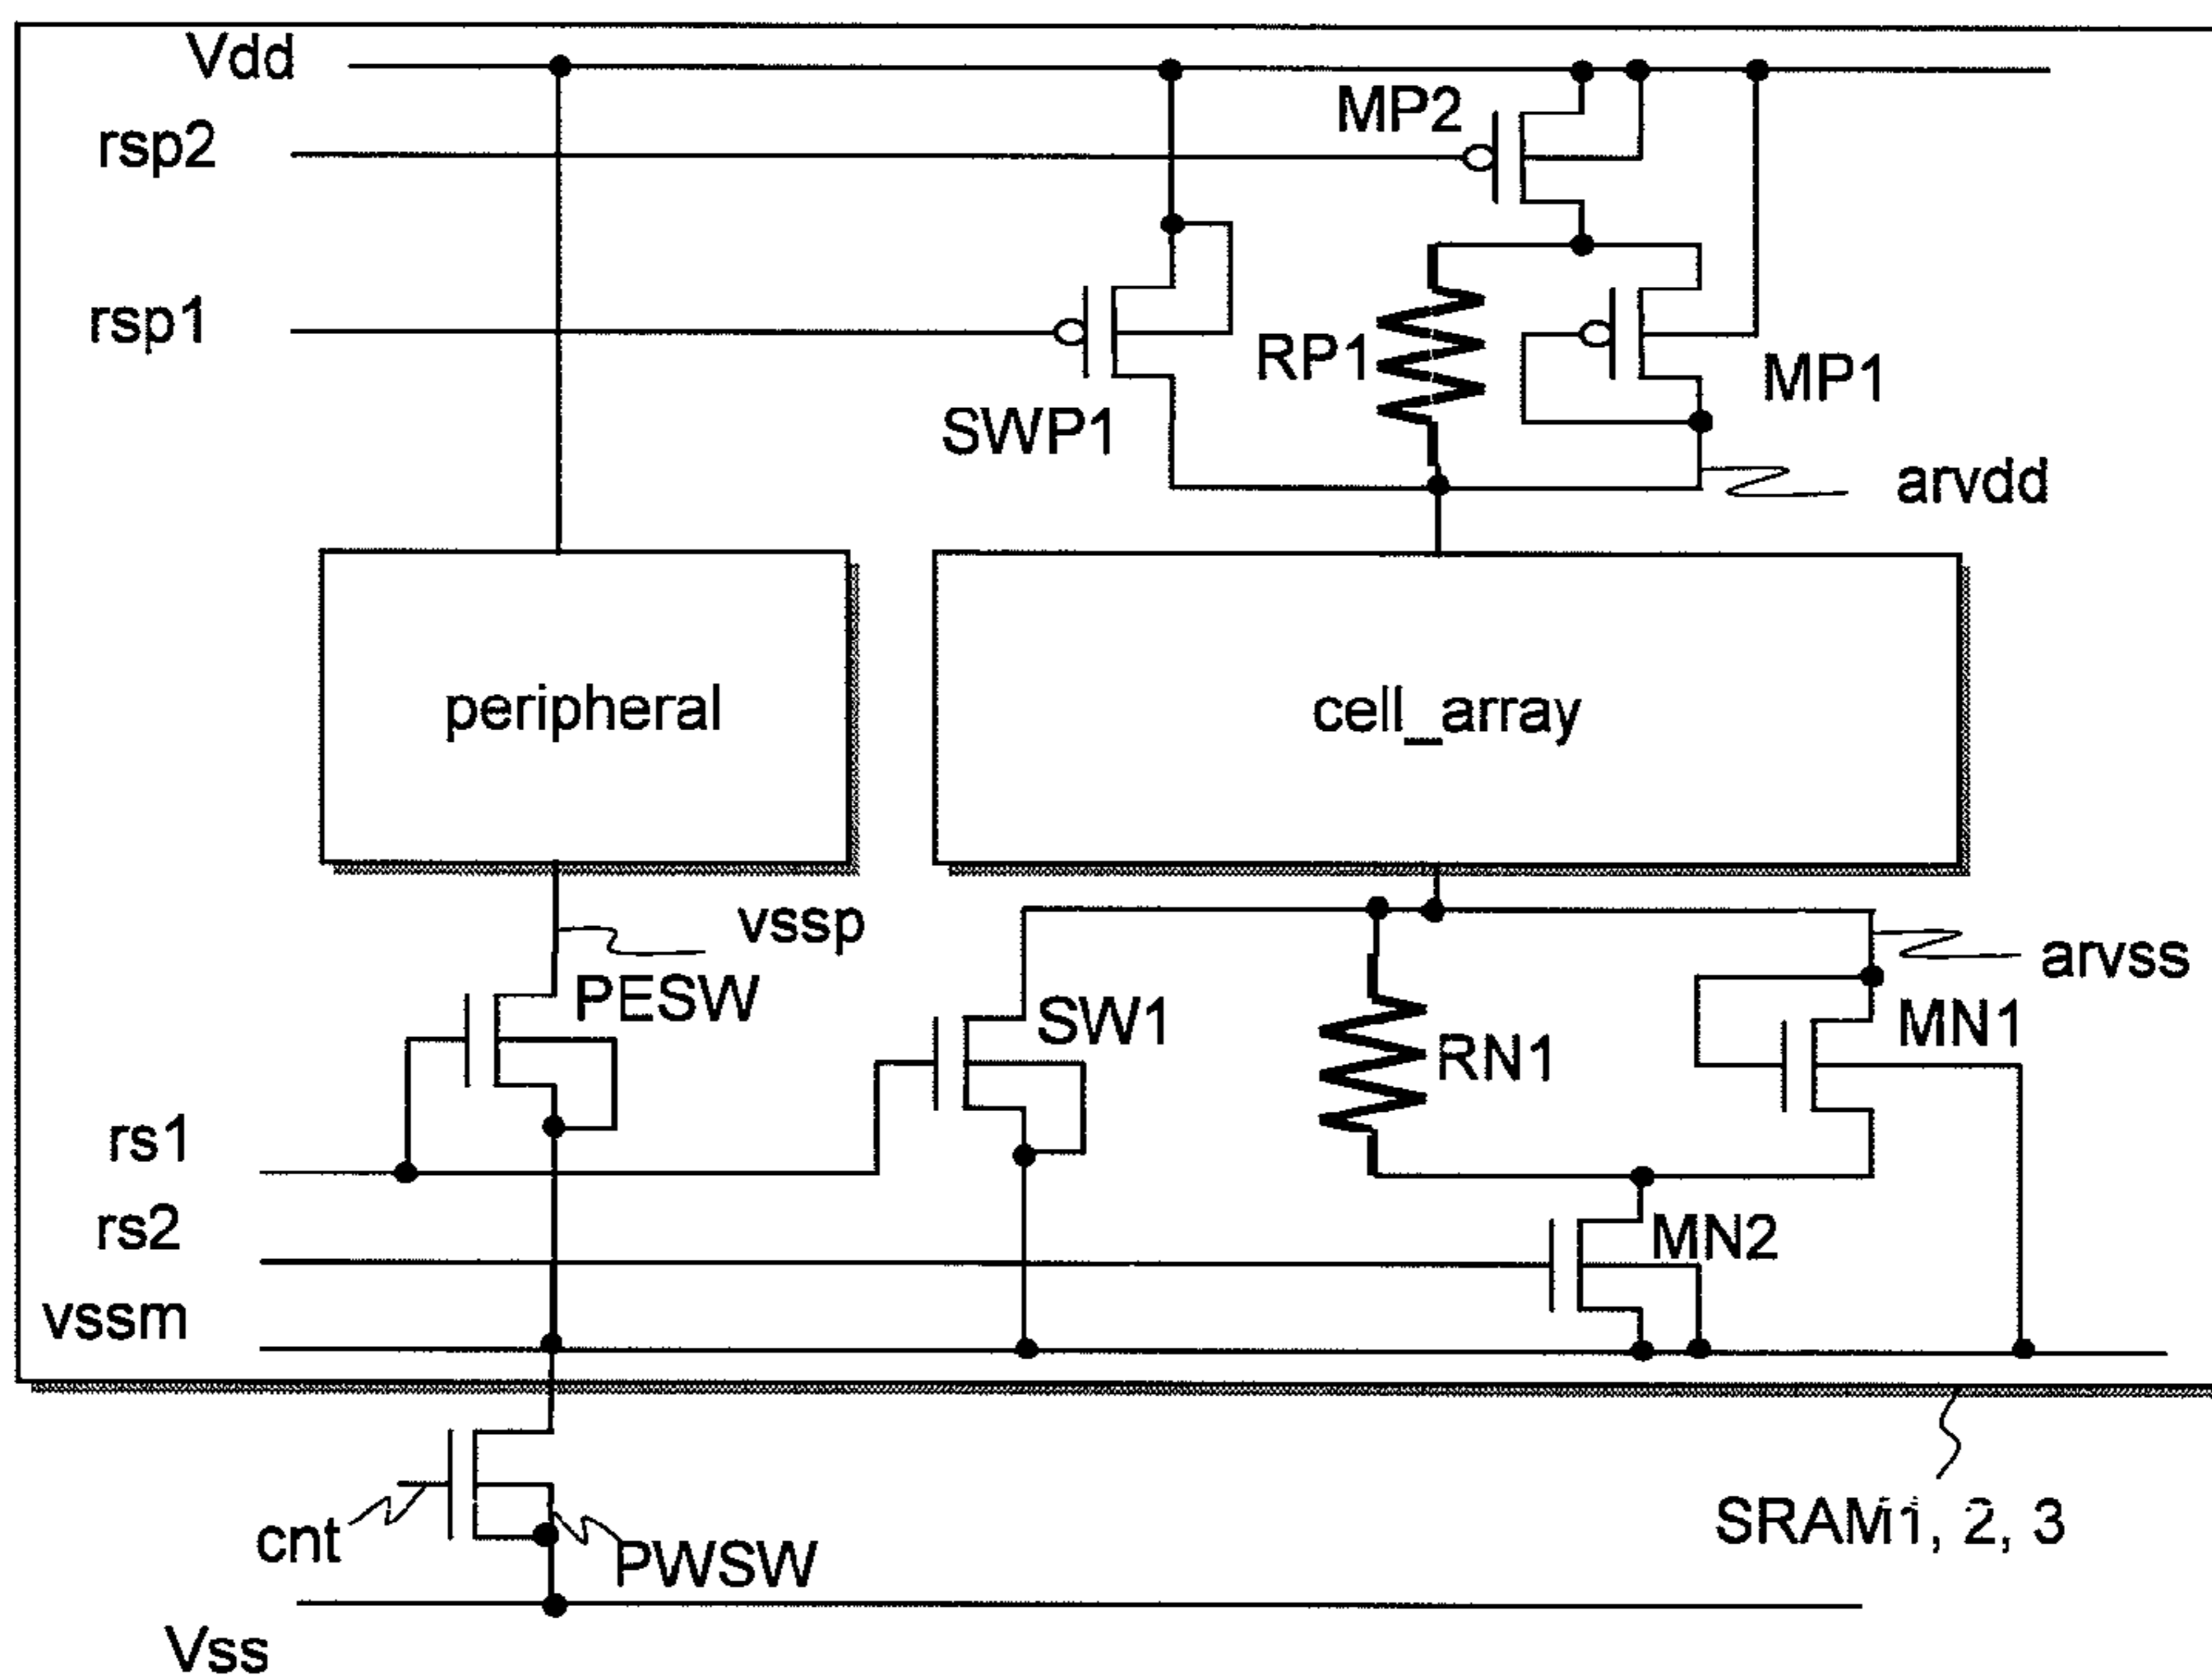 Vdd
rsp2
MP2
rsp1
RP1
MP1
SWP1
arvdd
peripheral
cell_array
vssp
arvss
PESW
SW1
MN1
RN1
rs1
rs2
MN2
vssm
cnt
PWSW
SRAM1, 2, 3
Vss